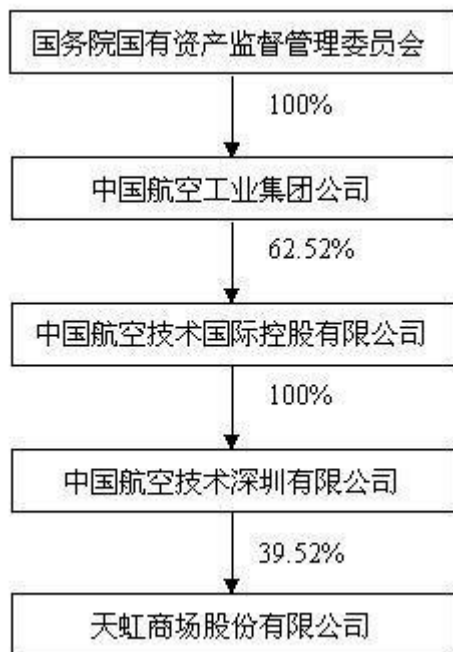 国务院国有资产监督管理委员会
100%
中国航空工业集团公司
62.52%
中国航空技术国际控股有限公司
100%
中国航空技术深圳有限公司
39.52%
天虹商场股份有限公司